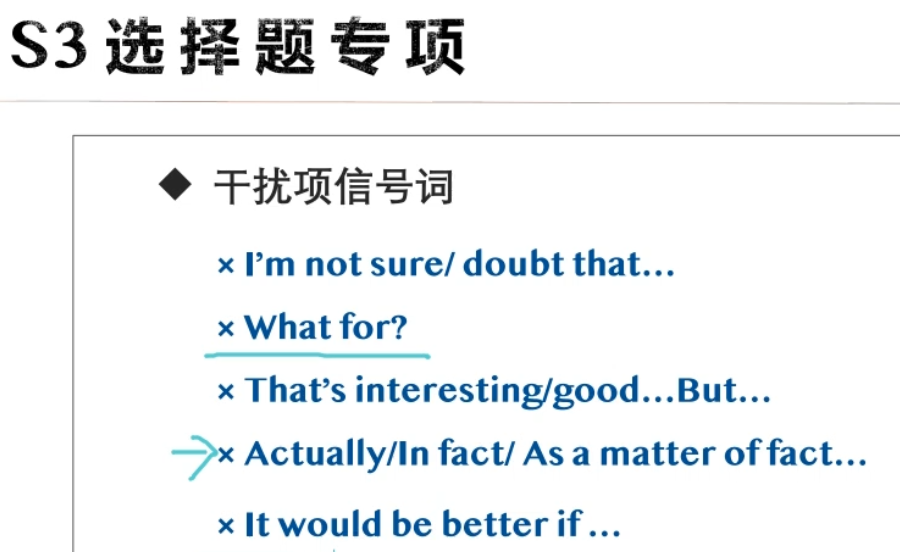 S3 选择题专项
◆ 干扰项信号词
× I'm not sure/ doubt that...
× What for?
× That's interesting/good...But...
× Actually/In fact/ As a matter of fact...
× It would be better if ...